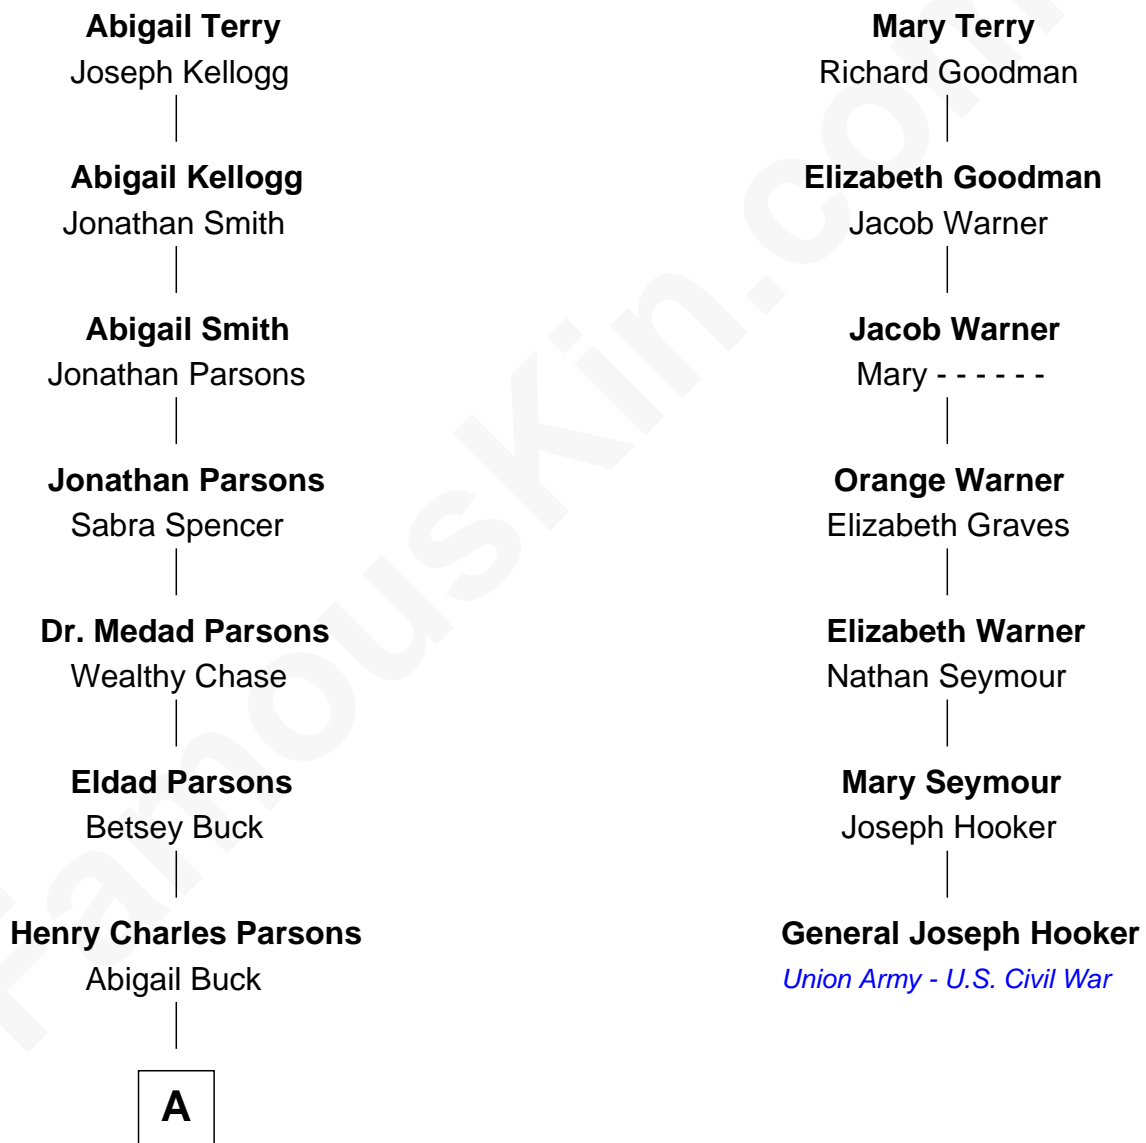 Abigail Terry
Joseph Kellogg
Abigail Kellogg
Jonathan Smith
Abigail Smith
Jonathan Parsons
Jonathan Parsons
Sabra Spencer
Dr. Medad Parsons
Wealthy Chase
Eldad Parsons
Betsey Buck
Henry Charles Parsons
Abigail Buck
A
Mary Terry
Richard Goodman
Elizabeth Goodman
Jacob Warner
Jacob Warner
Mary - - - - - -
Orange Warner
Elizabeth Graves
Elizabeth Warner
Nathan Seymour
Mary Seymour
Joseph Hooker
General Joseph Hooker
Union Army - U.S. Civil War
FamousKin.com